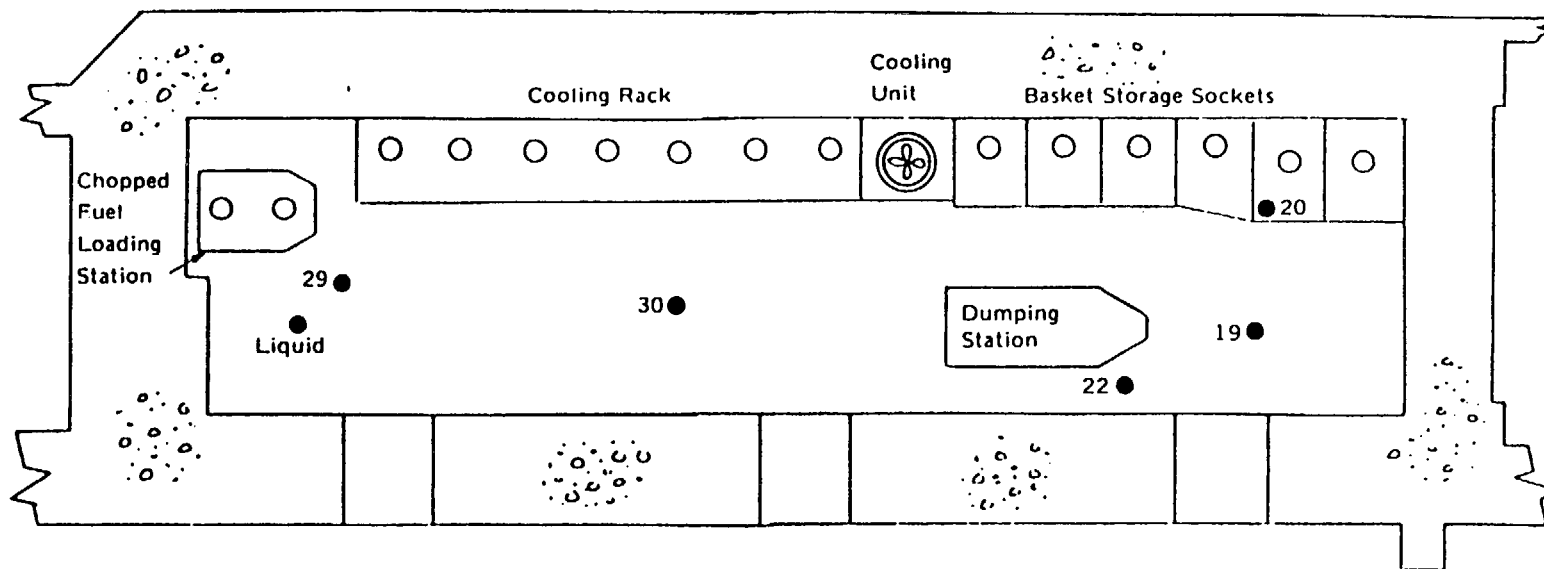 Cooling
Unit
Cooling Rack
Basket Storage Sockets
Chopped
Fuel
Loading
Station
20
29
30
Liquid
Dumping
Station
19
22